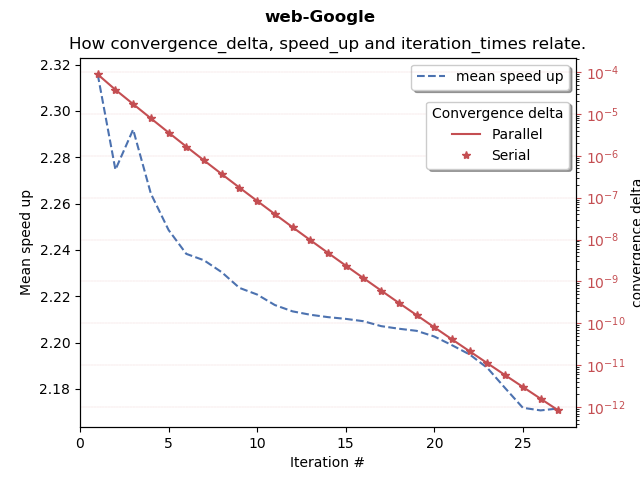 web-Google
How convergence_delta, speed_up and iteration_times relate.
mean speed up
Convergence delta
Parallel
Serial
Mean speed up
2.32
2.30
2.28
2.26
2.24
2.22
2.20
2.18
10⁻⁴
10⁻⁵
10⁻⁶
10⁻⁷
10⁻⁸
10⁻⁹
10⁻¹⁰
10⁻¹¹
10⁻¹²
convergence delta
0 5 10 15 20 25
Iteration #